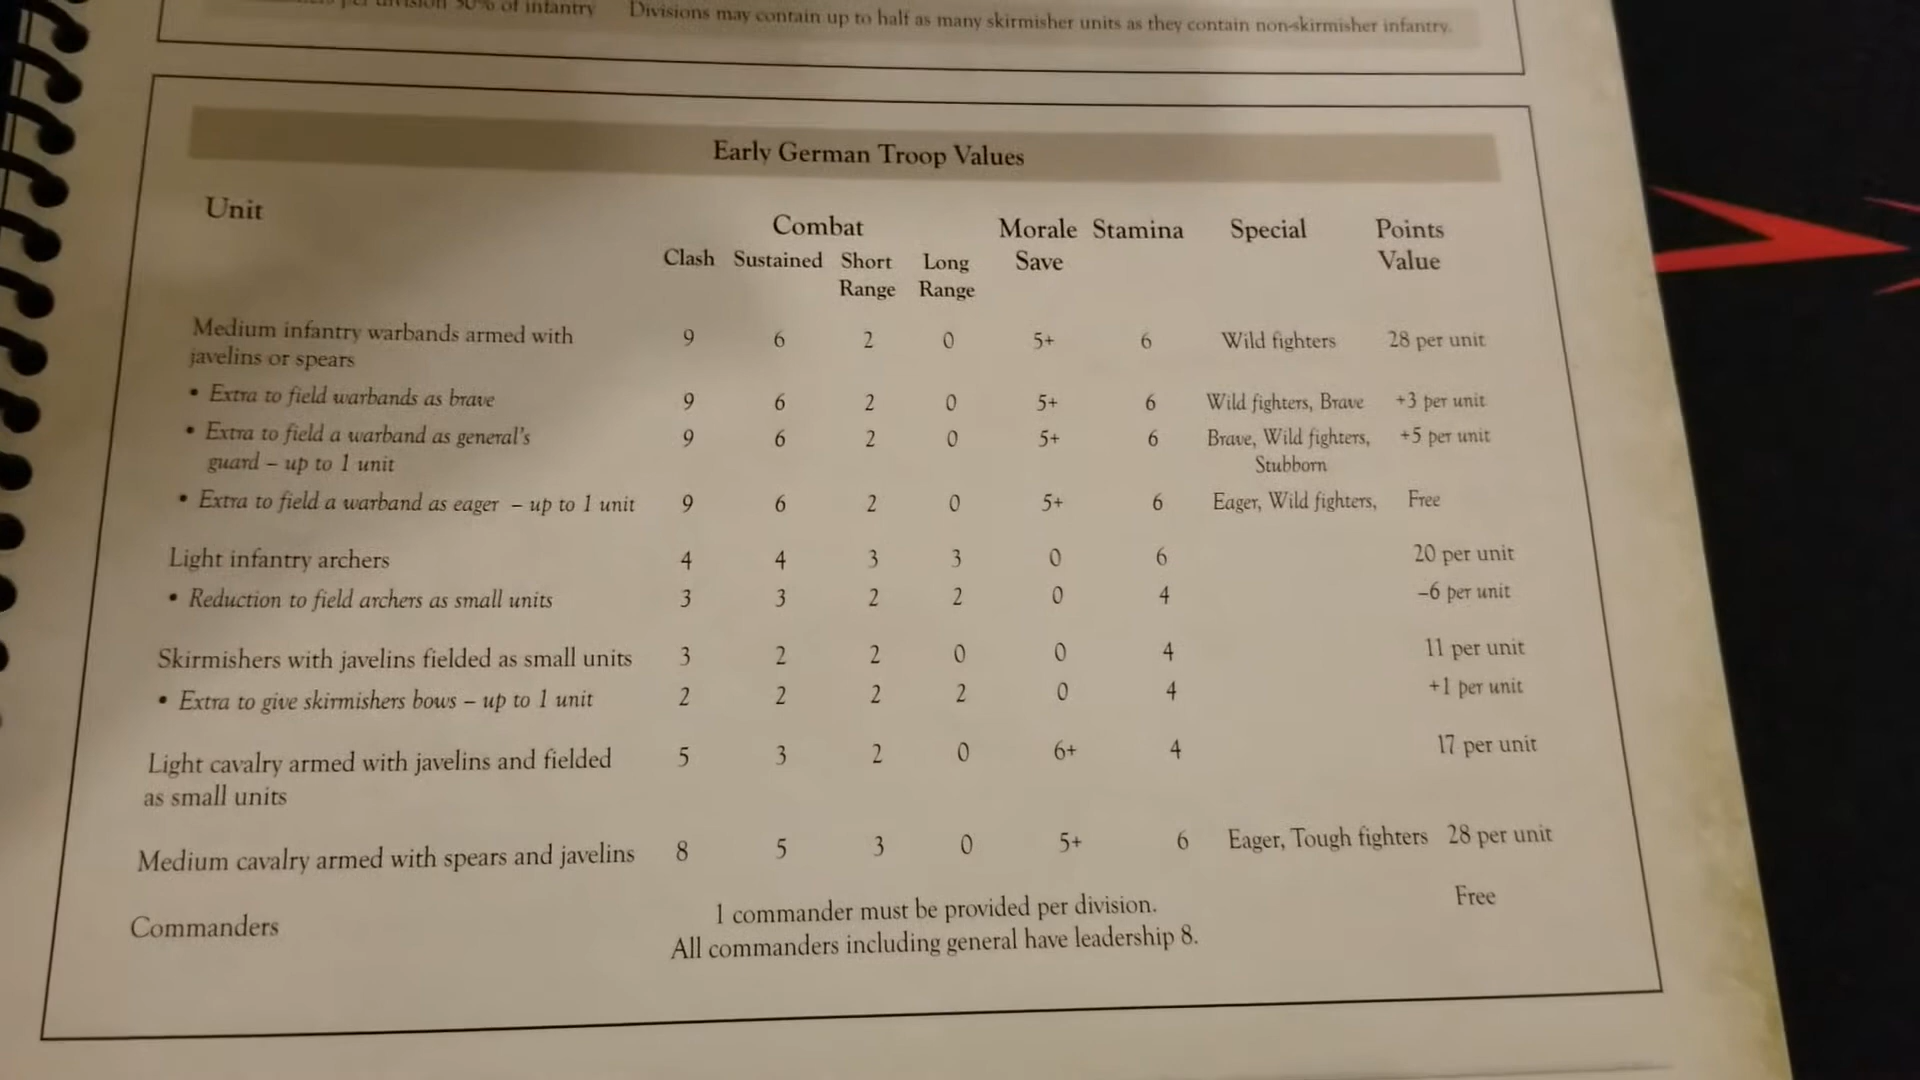 per division 50% of infantry Divisions may contain up to half as many skirmisher units as they contain non-skirmisher infantry.
Early German Troop Values
Unit Combat Morale Stamina Special Points
Clash Sustained Short Long Save Value
Range Range
Medium infantry warbands armed with 9 6 2 0 5+ 6 Wild fighters 28 per unit
javelins or spears
• Extra to field warbands as brave 9 6 2 0 5+ 6 Wild fighters, Brave +3 per unit
• Extra to field a warband as general's 9 6 2 0 5+ 6 Brave, Wild fighters, +5 per unit
guard – up to 1 unit Stubborn
• Extra to field a warband as eager – up to 1 unit 9 6 2 0 5+ 6 Eager, Wild fighters, Free
Light infantry archers 4 4 3 3 0 6 20 per unit
• Reduction to field archers as small units 3 3 2 2 0 4 –6 per unit
Skirmishers with javelins fielded as small units 3 2 2 0 0 4 11 per unit
• Extra to give skirmishers bows – up to 1 unit 2 2 2 2 0 4 +1 per unit
Light cavalry armed with javelins and fielded 5 3 2 0 6+ 4 17 per unit
as small units
Medium cavalry armed with spears and javelins 8 5 3 0 5+ 6 Eager, Tough fighters 28 per unit
Commanders 1 commander must be provided per division. Free
All commanders including general have leadership 8.